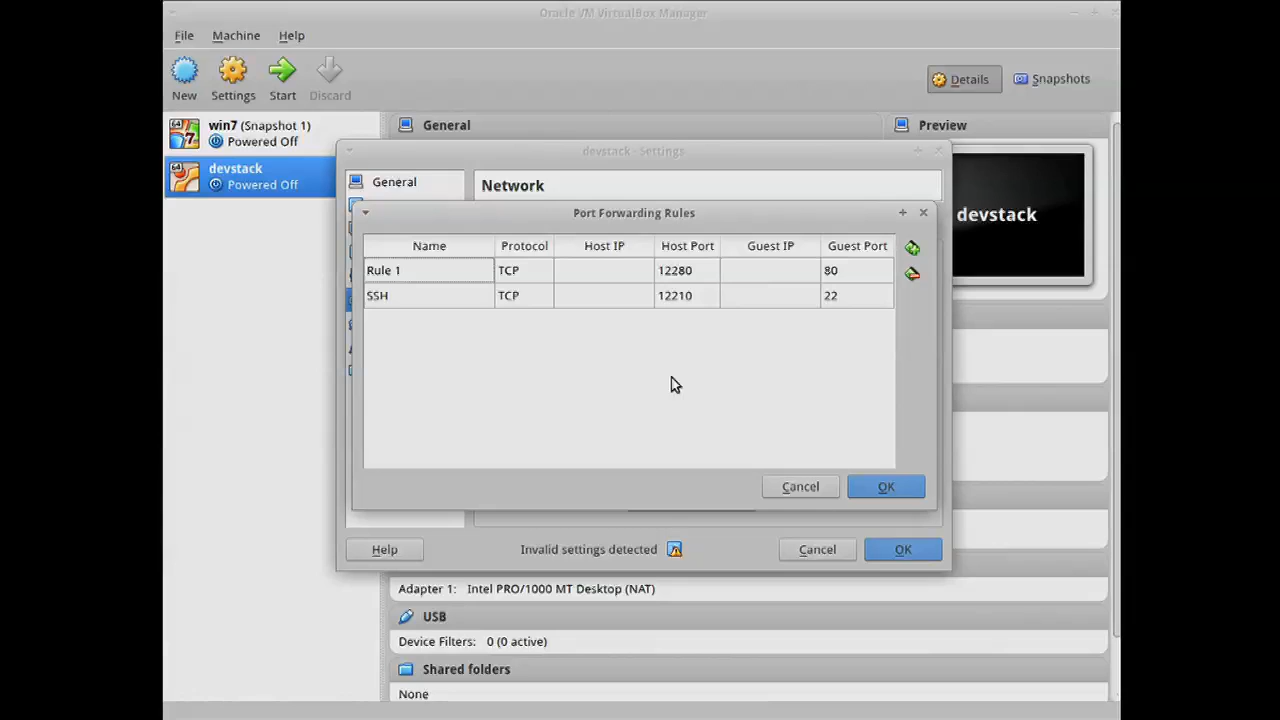 Oracle VM VirtualBox Manager
File Machine Help
New Settings Start Discard
Details Snapshots
win7 (Snapshot 1)
Powered Off
devstack
Powered Off
General
Preview
devstack
devstack - Settings
General
Network
Port Forwarding Rules
Name Protocol Host IP Host Port Guest IP Guest Port
Rule 1 TCP 12280 80
SSH TCP 12210 22
Cancel OK
Help Invalid settings detected Cancel OK
Adapter 1: Intel PRO/1000 MT Desktop (NAT)
USB
Device Filters: 0 (0 active)
Shared folders
None